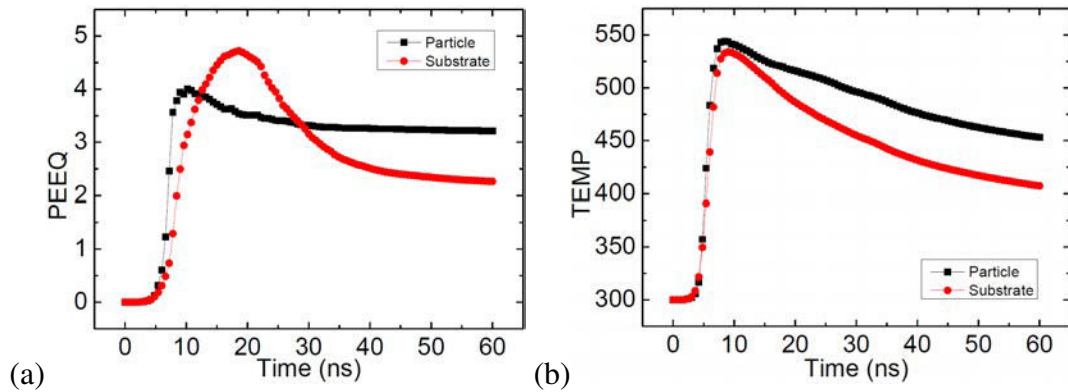 5
4
3
2
1
0
PEEQ
Particle
Substrate
0 10 20 30 40 50 60
Time (ns)
(a)
550
500
450
400
350
300
TEMP
Particle
Substrate
0 10 20 30 40 50 60
Time (ns)
(b)